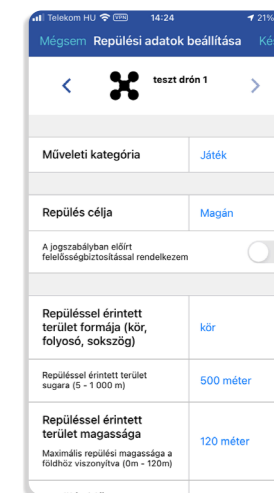 Telekom HU VPN 14:24 21%
Mégsem Repülési adatok beállítása Ké
teszt drón 1
Műveleti kategória Játék
Repülés célja Magán
A jogszabályban előírt
felelősségbiztosítással rendelkezem
Repüléssel érintett
terület formája (kör, kör
folyosó, sokszög)
Repüléssel érintett terület 500 méter
sugara (5 - 1 000 m)
Repüléssel érintett
terület magassága
120 méter
Maximális repülési magassága a
földhöz viszonyítva (0m - 120m)